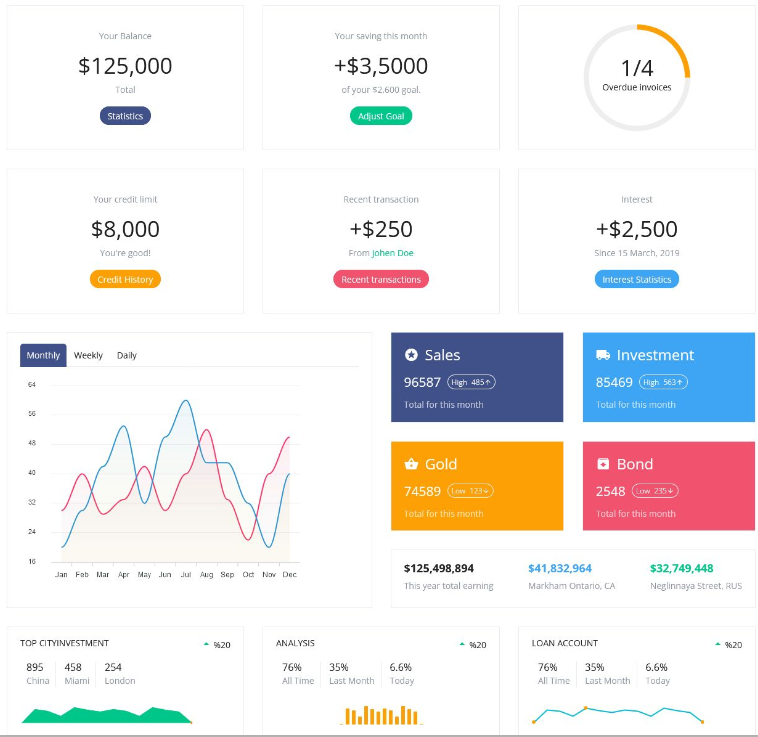 Your Balance
$125,000
Total
Statistics
Your saving this month
+$3,5000
of your $2,600 goal.
Adjust Goal
1/4
Overdue invoices
Your credit limit
$8,000
You're good!
Credit History
Recent transaction
+$250
From Johen Doe
Recent transactions
Interest
+$2,500
Since 15 March, 2019
Interest Statistics
Monthly Weekly Daily
64
56
48
40
32
24
16
Jan Feb Mar Apr May Jun Jul Aug Sep Oct Nov Dec
Sales
96587 High 485↑
Total for this month
Investment
85469 High 563↑
Total for this month
Gold
74589 Low 123↓
Total for this month
Bond
2548 Low 235↓
Total for this month
$125,498,894
This year total earning
$41,832,964
Markham Ontario, CA
$32,749,448
Neglinnaya Street, RUS
TOP CITYINVESTMENT %20
895 458 254
China Miami London
ANALYSIS %20
76% 35% 6.6%
All Time Last Month Today
LOAN ACCOUNT %20
76% 35% 6.6%
All Time Last Month Today